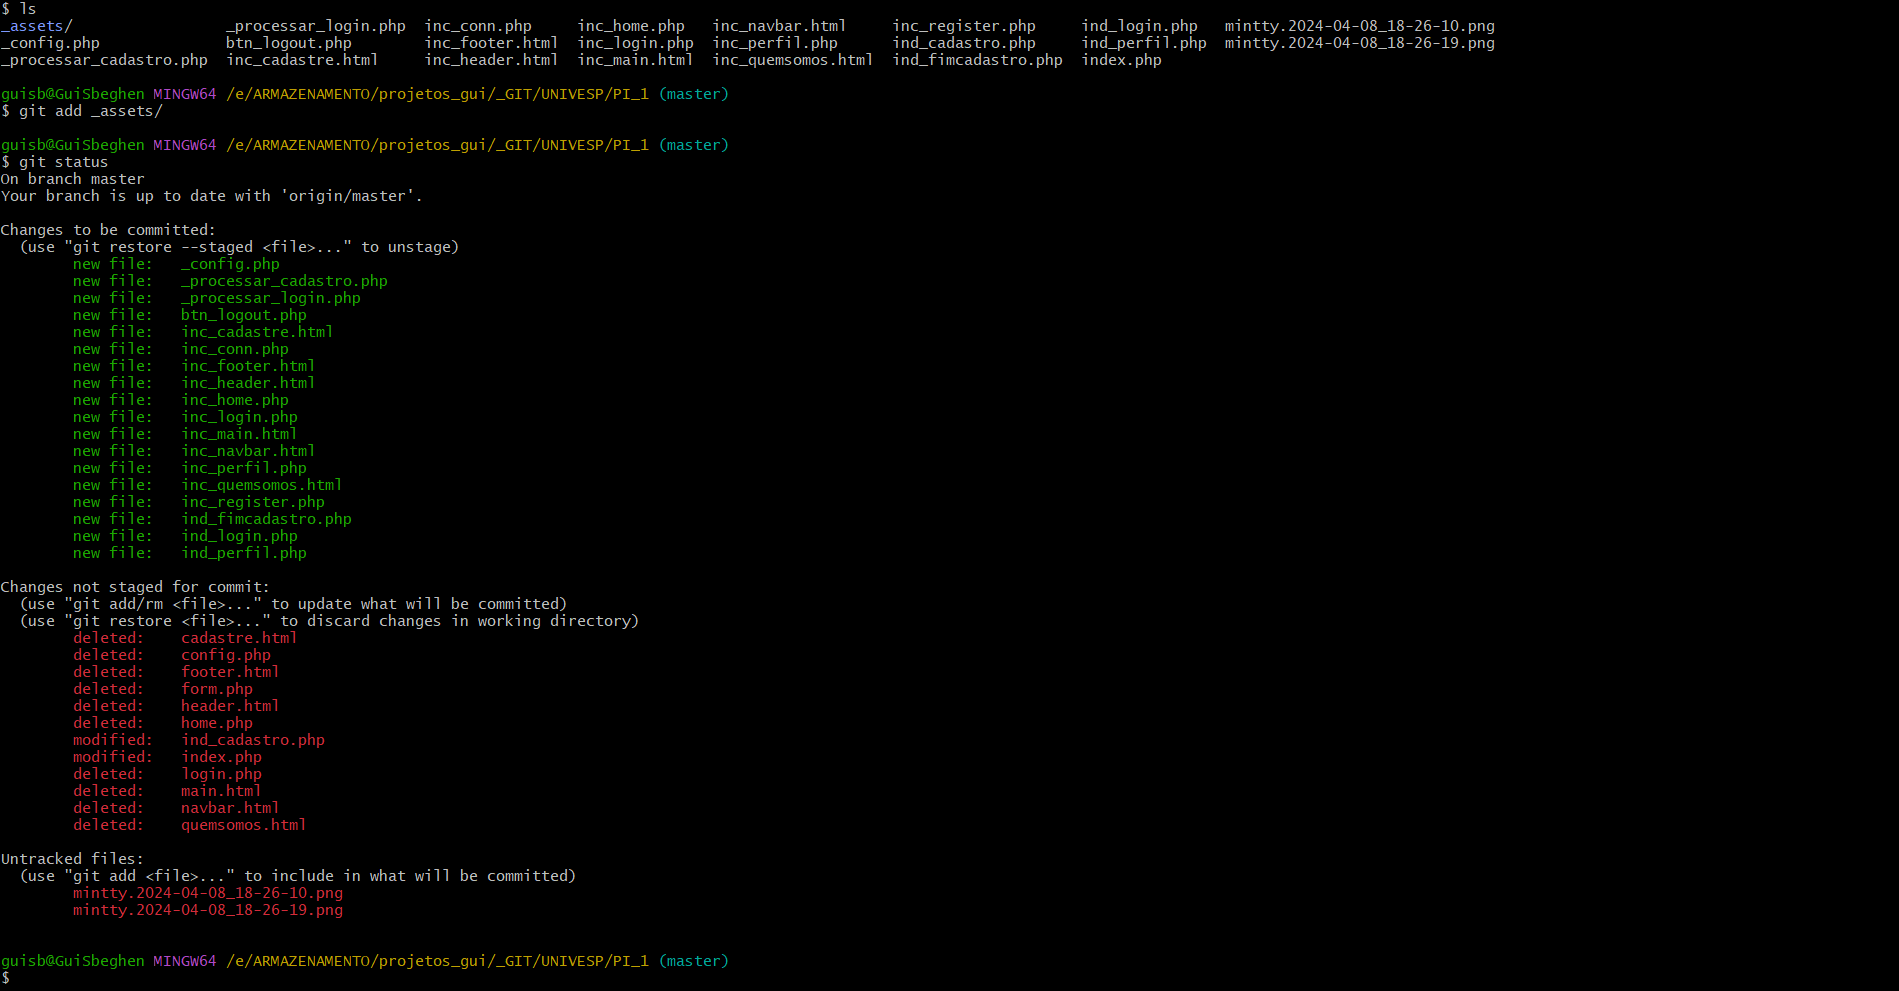 $ ls
_assets/ _processar_login.php inc_conn.php inc_home.php inc_navbar.html inc_register.php ind_login.php mintty.2024-04-08_18-26-10.png
_config.php btn_logout.php inc_footer.html inc_login.php inc_perfil.php ind_cadastro.php ind_perfil.php mintty.2024-04-08_18-26-19.png
_processar_cadastro.php inc_cadastre.html inc_header.html inc_main.html inc_quemsomos.html ind_fimcadastro.php index.php
guisb@GuiSbeghen MINGW64 /e/ARMAZENAMENTO/projetos_gui/_GIT/UNIVESP/PI_1 (master)
$ git add _assets/
guisb@GuiSbeghen MINGW64 /e/ARMAZENAMENTO/projetos_gui/_GIT/UNIVESP/PI_1 (master)
$ git status
On branch master
Your branch is up to date with 'origin/master'.
Changes to be committed:
(use "git restore --staged <file>..." to unstage)
new file: _config.php
new file: _processar_cadastro.php
new file: _processar_login.php
new file: btn_logout.php
new file: inc_cadastre.html
new file: inc_conn.php
new file: inc_footer.html
new file: inc_header.html
new file: inc_home.php
new file: inc_login.php
new file: inc_main.html
new file: inc_navbar.html
new file: inc_perfil.php
new file: inc_quemsomos.html
new file: inc_register.php
new file: ind_fimcadastro.php
new file: ind_login.php
new file: ind_perfil.php
Changes not staged for commit:
(use "git add/rm <file>..." to update what will be committed)
(use "git restore <file>..." to discard changes in working directory)
deleted: cadastre.html
deleted: config.php
deleted: footer.html
deleted: form.php
deleted: header.html
deleted: home.php
modified: ind_cadastro.php
modified: index.php
deleted: login.php
deleted: main.html
deleted: navbar.html
deleted: quemsomos.html
Untracked files:
(use "git add <file>..." to include in what will be committed)
mintty.2024-04-08_18-26-10.png
mintty.2024-04-08_18-26-19.png
guisb@GuiSbeghen MINGW64 /e/ARMAZENAMENTO/projetos_gui/_GIT/UNIVESP/PI_1 (master)
$